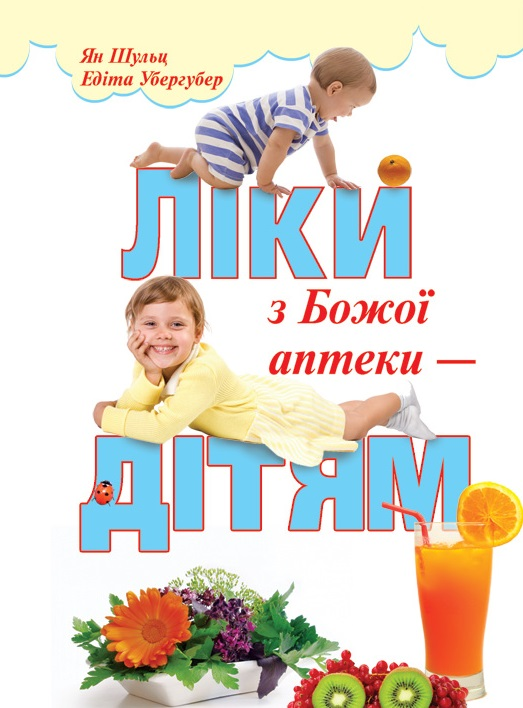 Ян Шульц
Едіта Убергубер
ЛІКИ
з Божої
аптеки —
ДІТЯМ